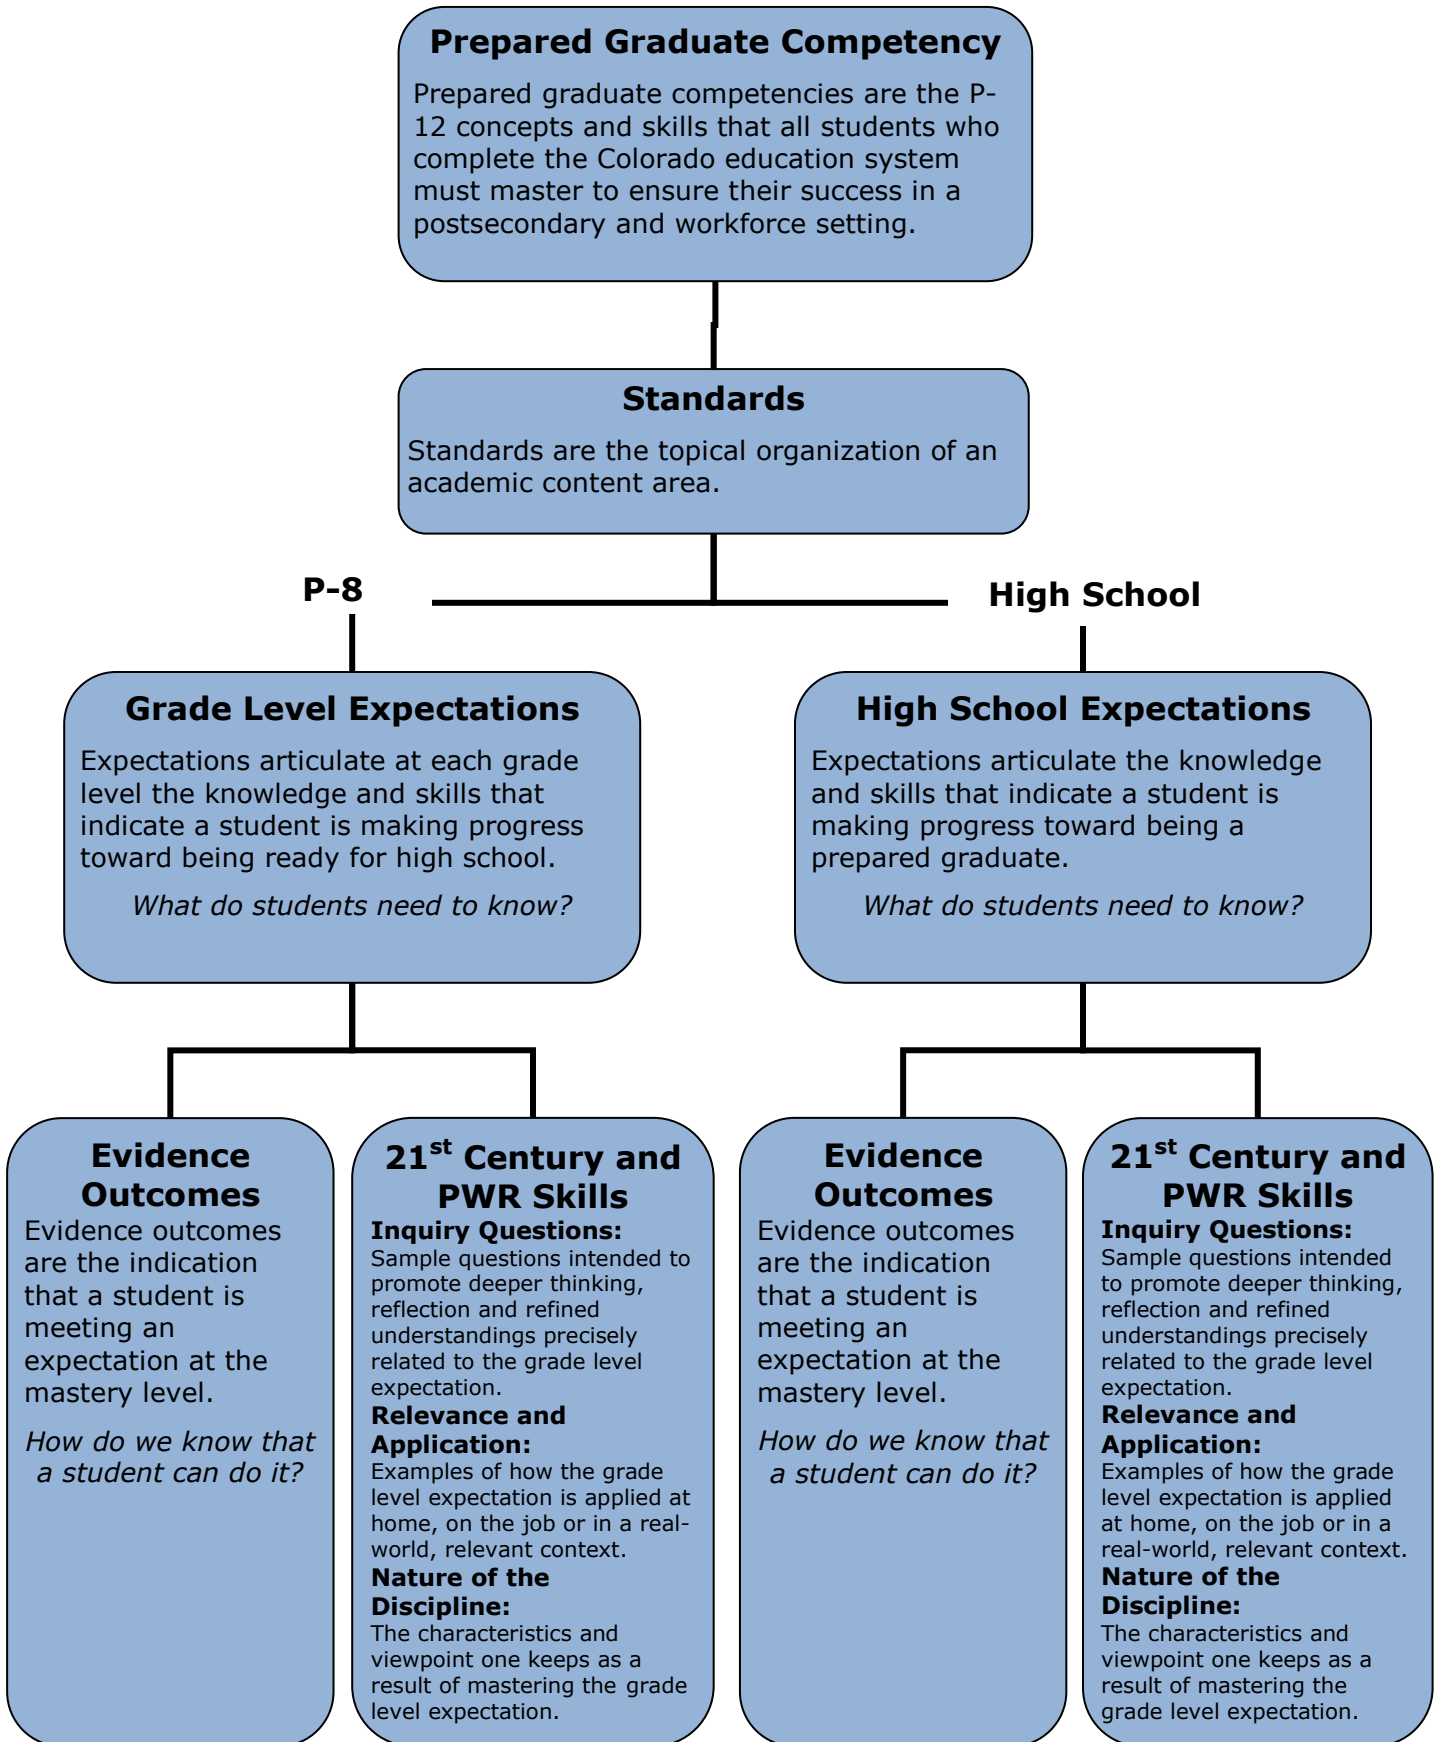 Prepared Graduate Competency
Prepared graduate competencies are the P-
12 concepts and skills that all students who
complete the Colorado education system
must master to ensure their success in a
postsecondary and workforce setting.
Standards
Standards are the topical organization of an
academic content area.
P-8
High School
Grade Level Expectations
Expectations articulate at each grade
level the knowledge and skills that
indicate a student is making progress
toward being ready for high school.
What do students need to know?
High School Expectations
Expectations articulate the knowledge
and skills that indicate a student is
making progress toward being a
prepared graduate.
What do students need to know?
Evidence
Outcomes
Evidence outcomes
are the indication
that a student is
meeting an
expectation at the
mastery level.
How do we know that
a student can do it?
21st Century and
PWR Skills
Inquiry Questions:
Sample questions intended to
promote deeper thinking,
reflection and refined
understandings precisely
related to the grade level
expectation.
Relevance and
Application:
Examples of how the grade
level expectation is applied at
home, on the job or in a real-
world, relevant context.
Nature of the
Discipline:
The characteristics and
viewpoint one keeps as a
result of mastering the grade
level expectation.
Evidence
Outcomes
Evidence outcomes
are the indication
that a student is
meeting an
expectation at the
mastery level.
How do we know that
a student can do it?
21st Century and
PWR Skills
Inquiry Questions:
Sample questions intended
to promote deeper thinking,
reflection and refined
understandings precisely
related to the grade level
expectation.
Relevance and
Application:
Examples of how the grade
level expectation is applied
at home, on the job or in a
real-world, relevant context.
Nature of the
Discipline:
The characteristics and
viewpoint one keeps as a
result of mastering the
grade level expectation.